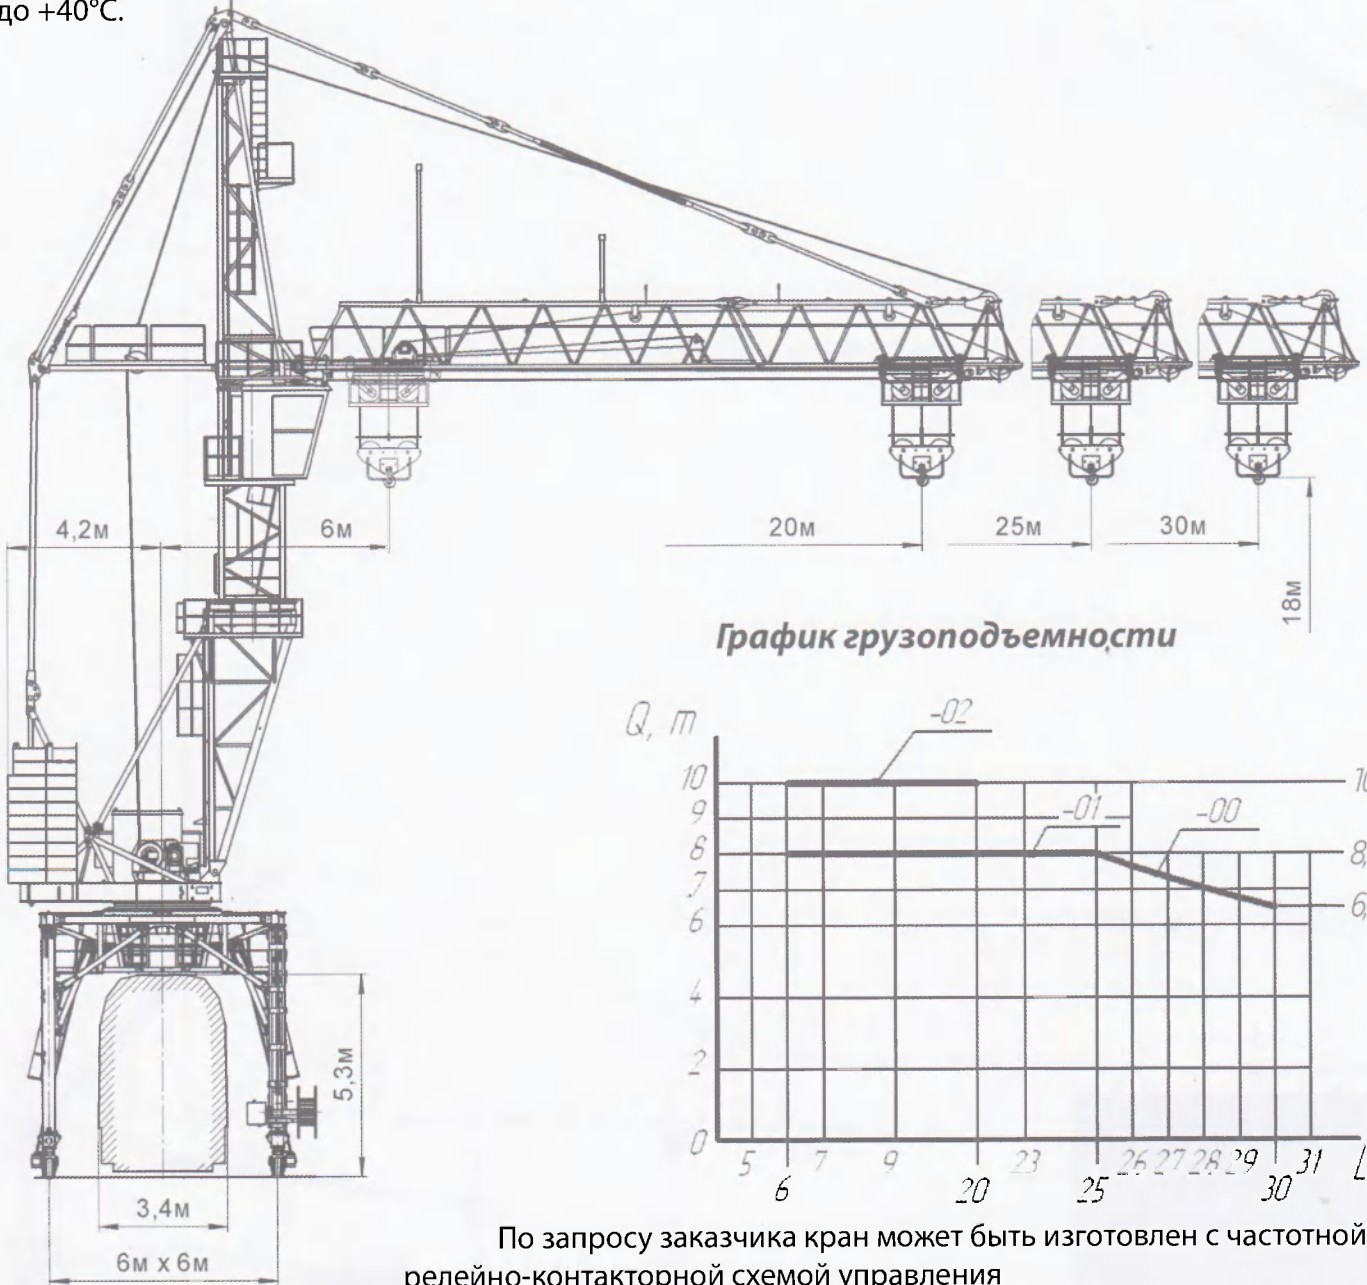 до +40°C.
4,2м
6м
20м
25м
30м
18м
График грузоподъемности
Q, т
-02
10
10
9
-01
-00
8
8,
7
6
6,
4
2
0
5
7
9
23
26
27
28
29
31
L
6
20
25
30
5,3м
3,4м
6м x 6м
По запросу заказчика кран может быть изготовлен с частотной
релейно-контакторной схемой управления